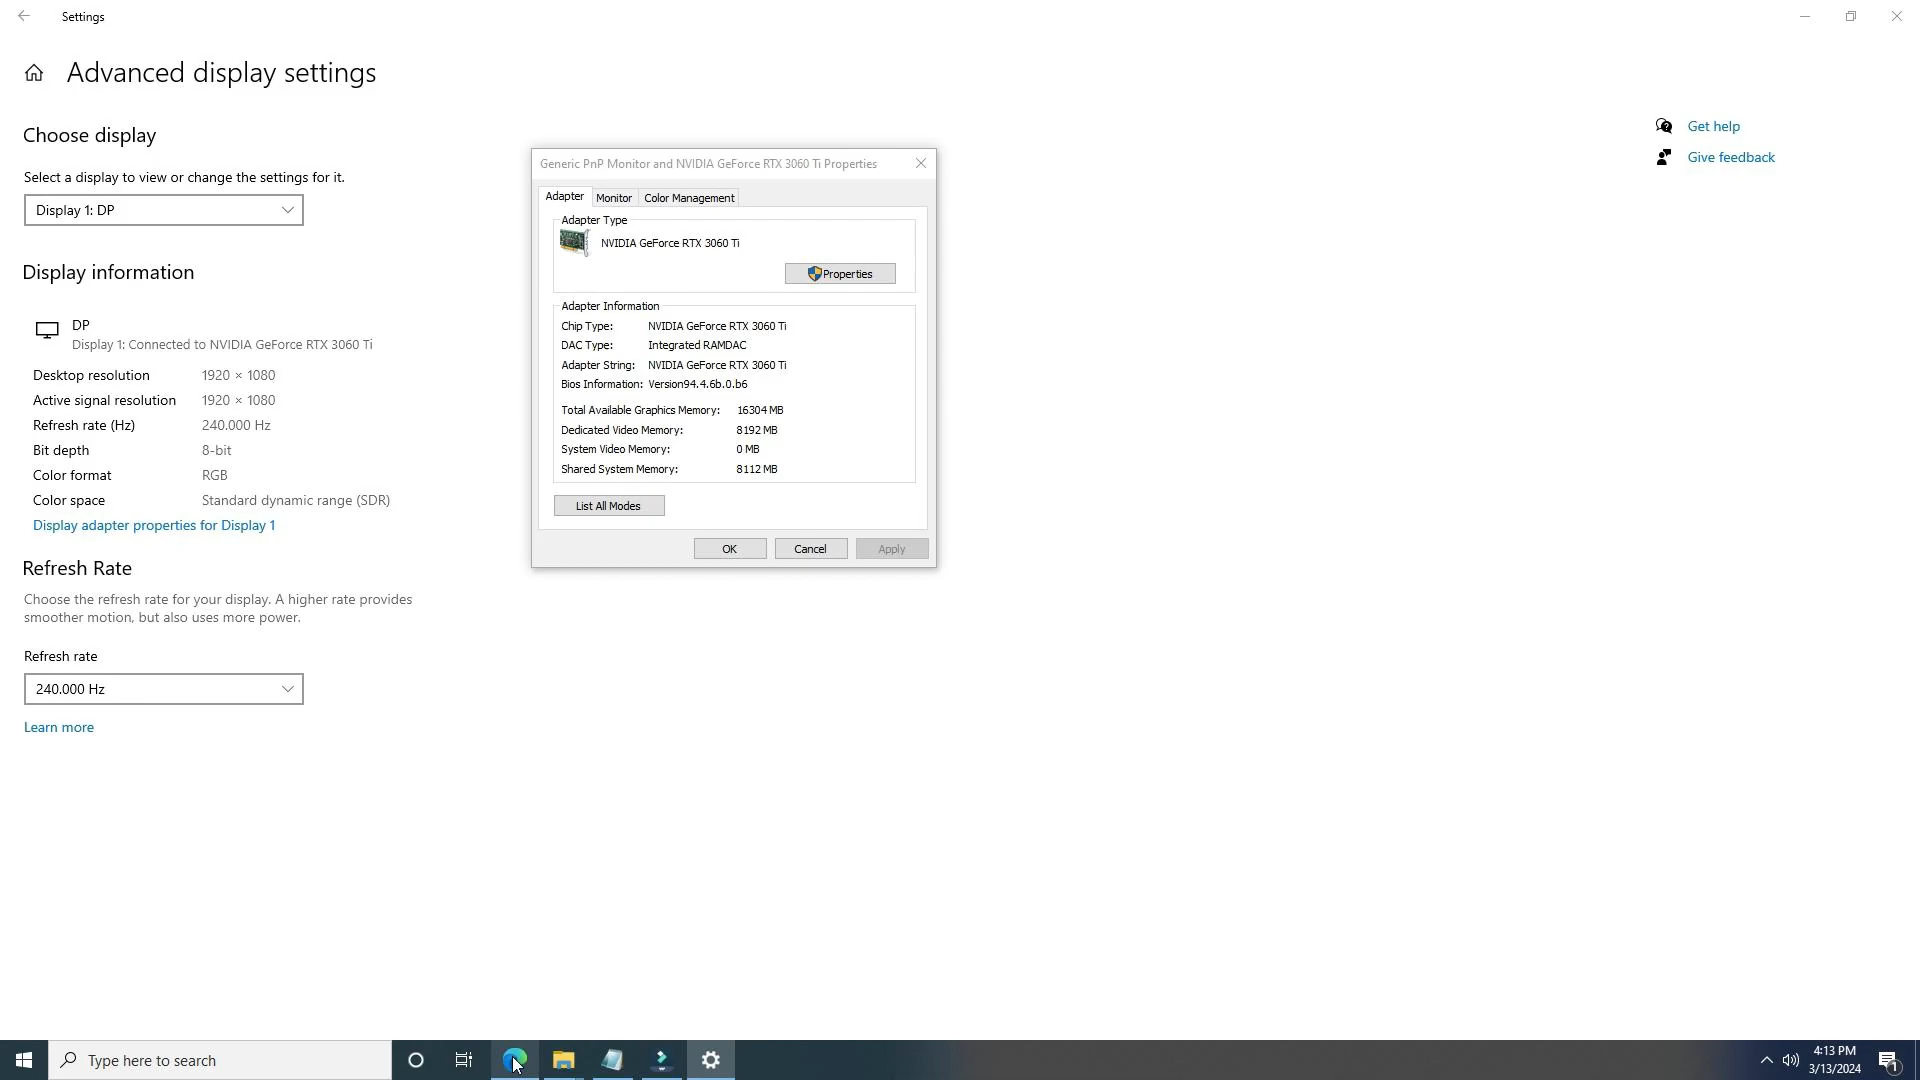 Settings
Advanced display settings
Choose display
Select a display to view or change the settings for it.
Display 1: DP
Display information
DP
Display 1: Connected to NVIDIA GeForce RTX 3060 Ti
Desktop resolution 1920 × 1080
Active signal resolution 1920 × 1080
Refresh rate (Hz) 240.000 Hz
Bit depth 8-bit
Color format RGB
Color space Standard dynamic range (SDR)
Display adapter properties for Display 1
Refresh Rate
Choose the refresh rate for your display. A higher rate provides
smoother motion, but also uses more power.
Refresh rate
240.000 Hz
Learn more
Generic PnP Monitor and NVIDIA GeForce RTX 3060 Ti Properties
Adapter Monitor Color Management
Adapter Type
NVIDIA GeForce RTX 3060 Ti
Properties
Adapter Information
Chip Type: NVIDIA GeForce RTX 3060 Ti
DAC Type: Integrated RAMDAC
Adapter String: NVIDIA GeForce RTX 3060 Ti
Bios Information: Version94.4.6b.0.b6
Total Available Graphics Memory: 16304 MB
Dedicated Video Memory: 8192 MB
System Video Memory: 0 MB
Shared System Memory: 8112 MB
List All Modes
OK Cancel Apply
Get help
Give feedback
Type here to search
4:13 PM
3/13/2024
1